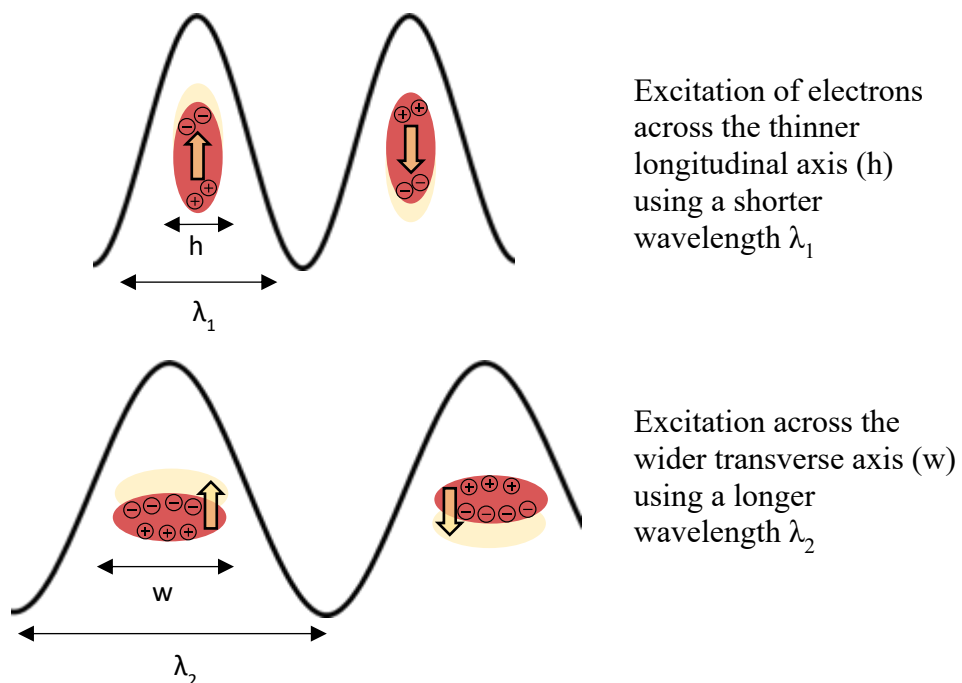 Excitation of electrons
across the thinner
longitudinal axis (h)
using a shorter
wavelength λ₁
h
λ₁
Excitation across the
wider transverse axis (w)
using a longer
wavelength λ₂
w
λ₂